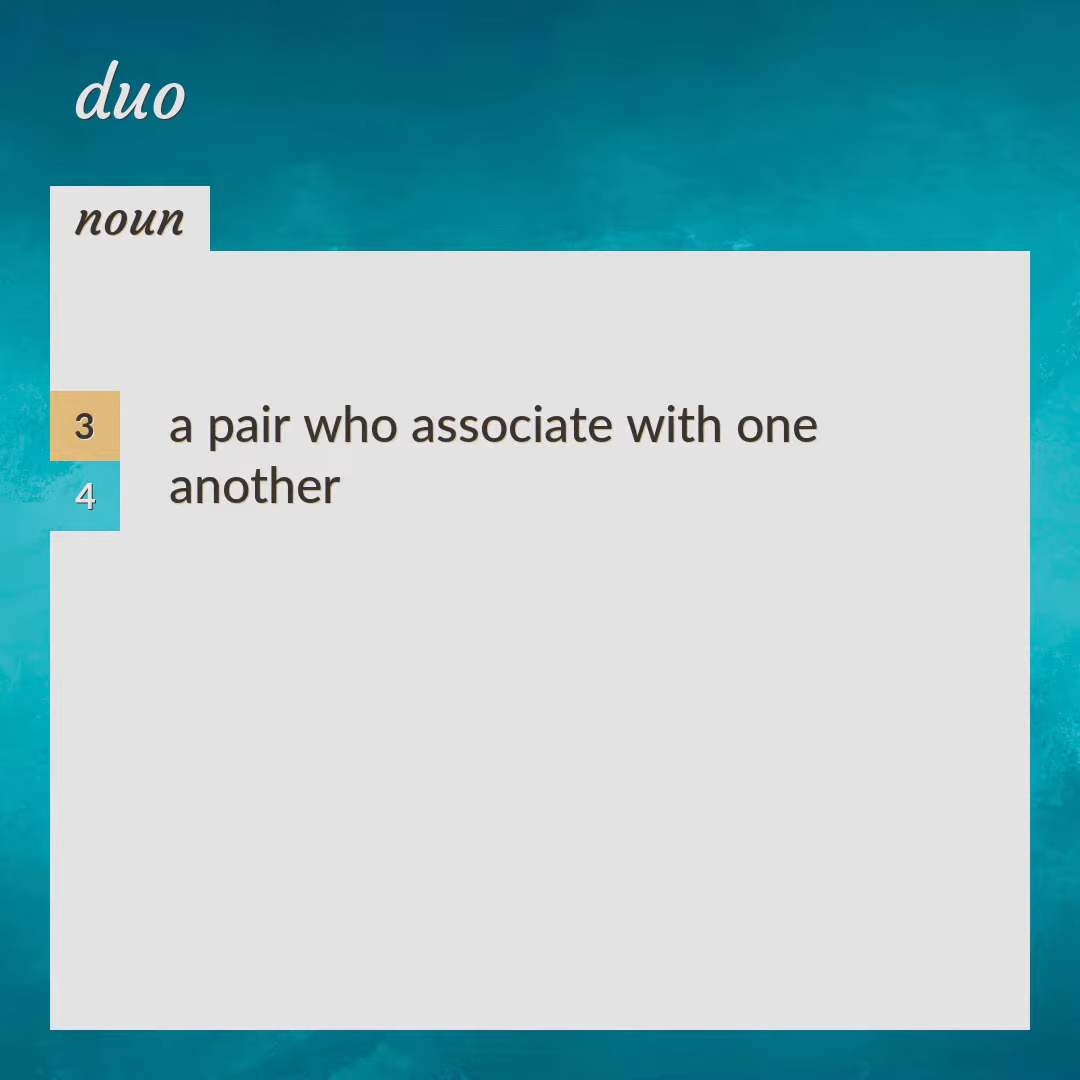 duo
noun
3
a pair who associate with one
another
4